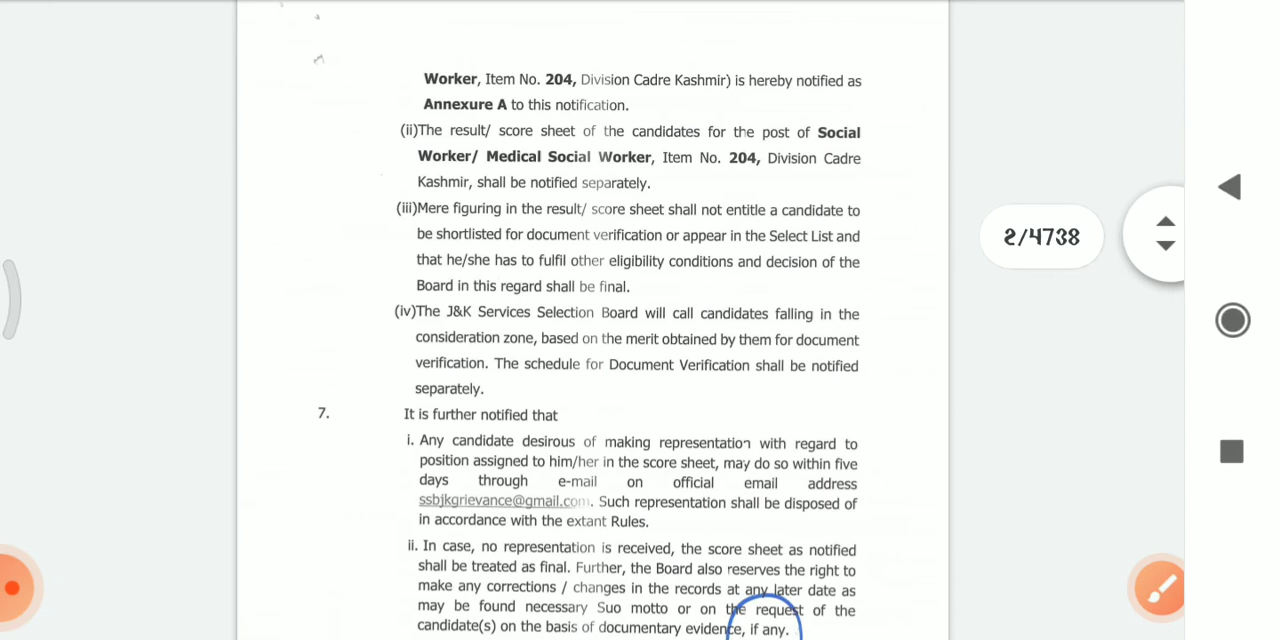 Worker, Item No. 204, Division Cadre Kashmir) is hereby notified as
Annexure A to this notification.
(ii)The result/ score sheet of the candidates for the post of Social
Worker/ Medical Social Worker, Item No. 204, Division Cadre
Kashmir, shall be notified separately.
(iii)Mere figuring in the result/ score sheet shall not entitle a candidate to
be shortlisted for document verification or appear in the Select List and
that he/she has to fulfil other eligibility conditions and decision of the
Board in this regard shall be final.
(iv)The J&K Services Selection Board will call candidates falling in the
consideration zone, based on the merit obtained by them for document
verification. The schedule for Document Verification shall be notified
separately.
7. It is further notified that
i. Any candidate desirous of making representation with regard to
position assigned to him/her in the score sheet, may do so within five
days through e-mail on official email address
ssbjkgrievance@gmail.com. Such representation shall be disposed of
in accordance with the extant Rules.
ii. In case, no representation is received, the score sheet as notified
shall be treated as final. Further, the Board also reserves the right to
make any corrections / changes in the records at any later date as
may be found necessary Suo motto or on the request of the
candidate(s) on the basis of documentary evidence, if any.
2/4738